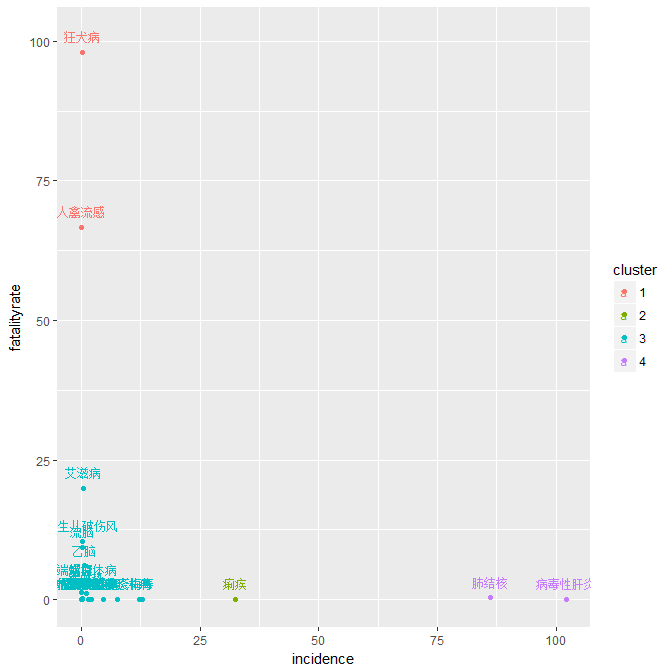 100
75
50
25
0
0
25
50
75
100
incidence
fatalityrate
狂犬病
人禽流感
艾滋病
生儿破伤风
流脑
乙脑
痢疾
肺结核
病毒性肝炎
cluster
1
2
3
4